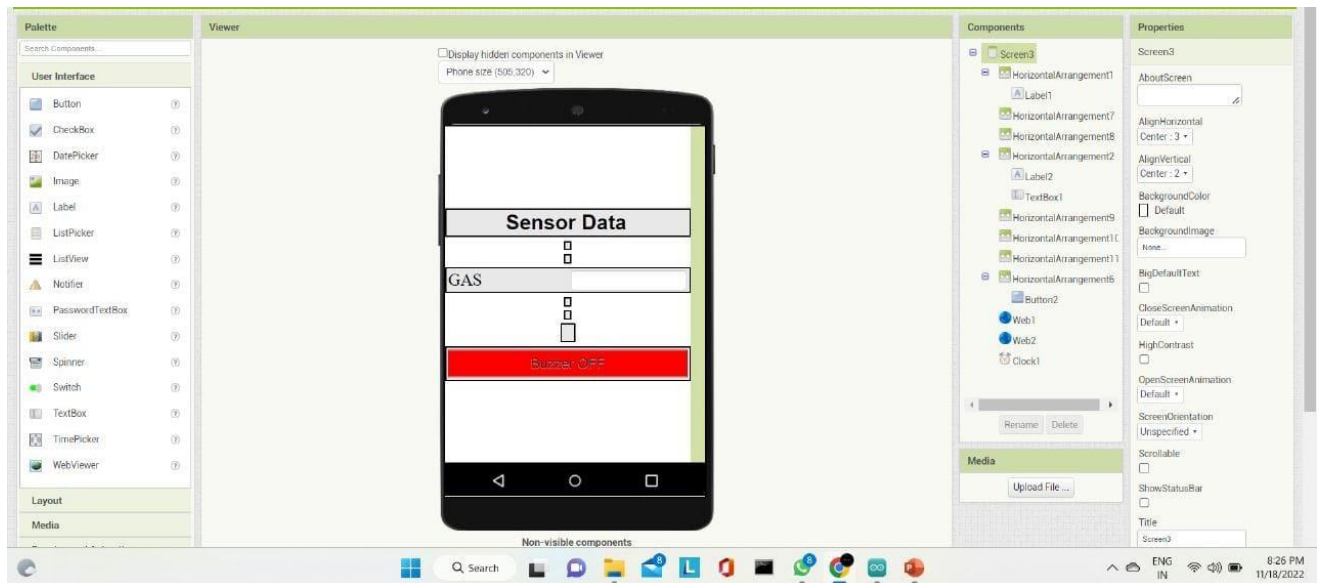 Palette
Search Components...
User Interface
Button
CheckBox
DatePicker
Image
Label
ListPicker
ListView
Notifier
PasswordTextBox
Slider
Spinner
Switch
TextBox
TimePicker
WebViewer
Layout
Media
Viewer
Display hidden components in Viewer
Phone size (505,320)
Sensor Data
GAS
Buzzer OFF
Non-visible components
Components
Screen3
HorizontalArrangement1
Label1
HorizontalArrangement7
HorizontalArrangement8
HorizontalArrangement2
Label2
TextBox1
HorizontalArrangement9
HorizontalArrangement1(
HorizontalArrangement11
HorizontalArrangement6
Button2
Web1
Web2
Clock1
Rename Delete
Media
Upload File ...
Properties
Screen3
AboutScreen
AlignHorizontal
Center : 3
AlignVertical
Center : 2
BackgroundColor
Default
BackgroundImage
None...
BigDefaultText
CloseScreenAnimation
Default
HighContrast
OpenScreenAnimation
Default
ScreenOrientation
Unspecified
Scrollable
ShowStatusBar
Title
Screen3
Search
8
8
ENG
IN
8:26 PM
11/18/2022